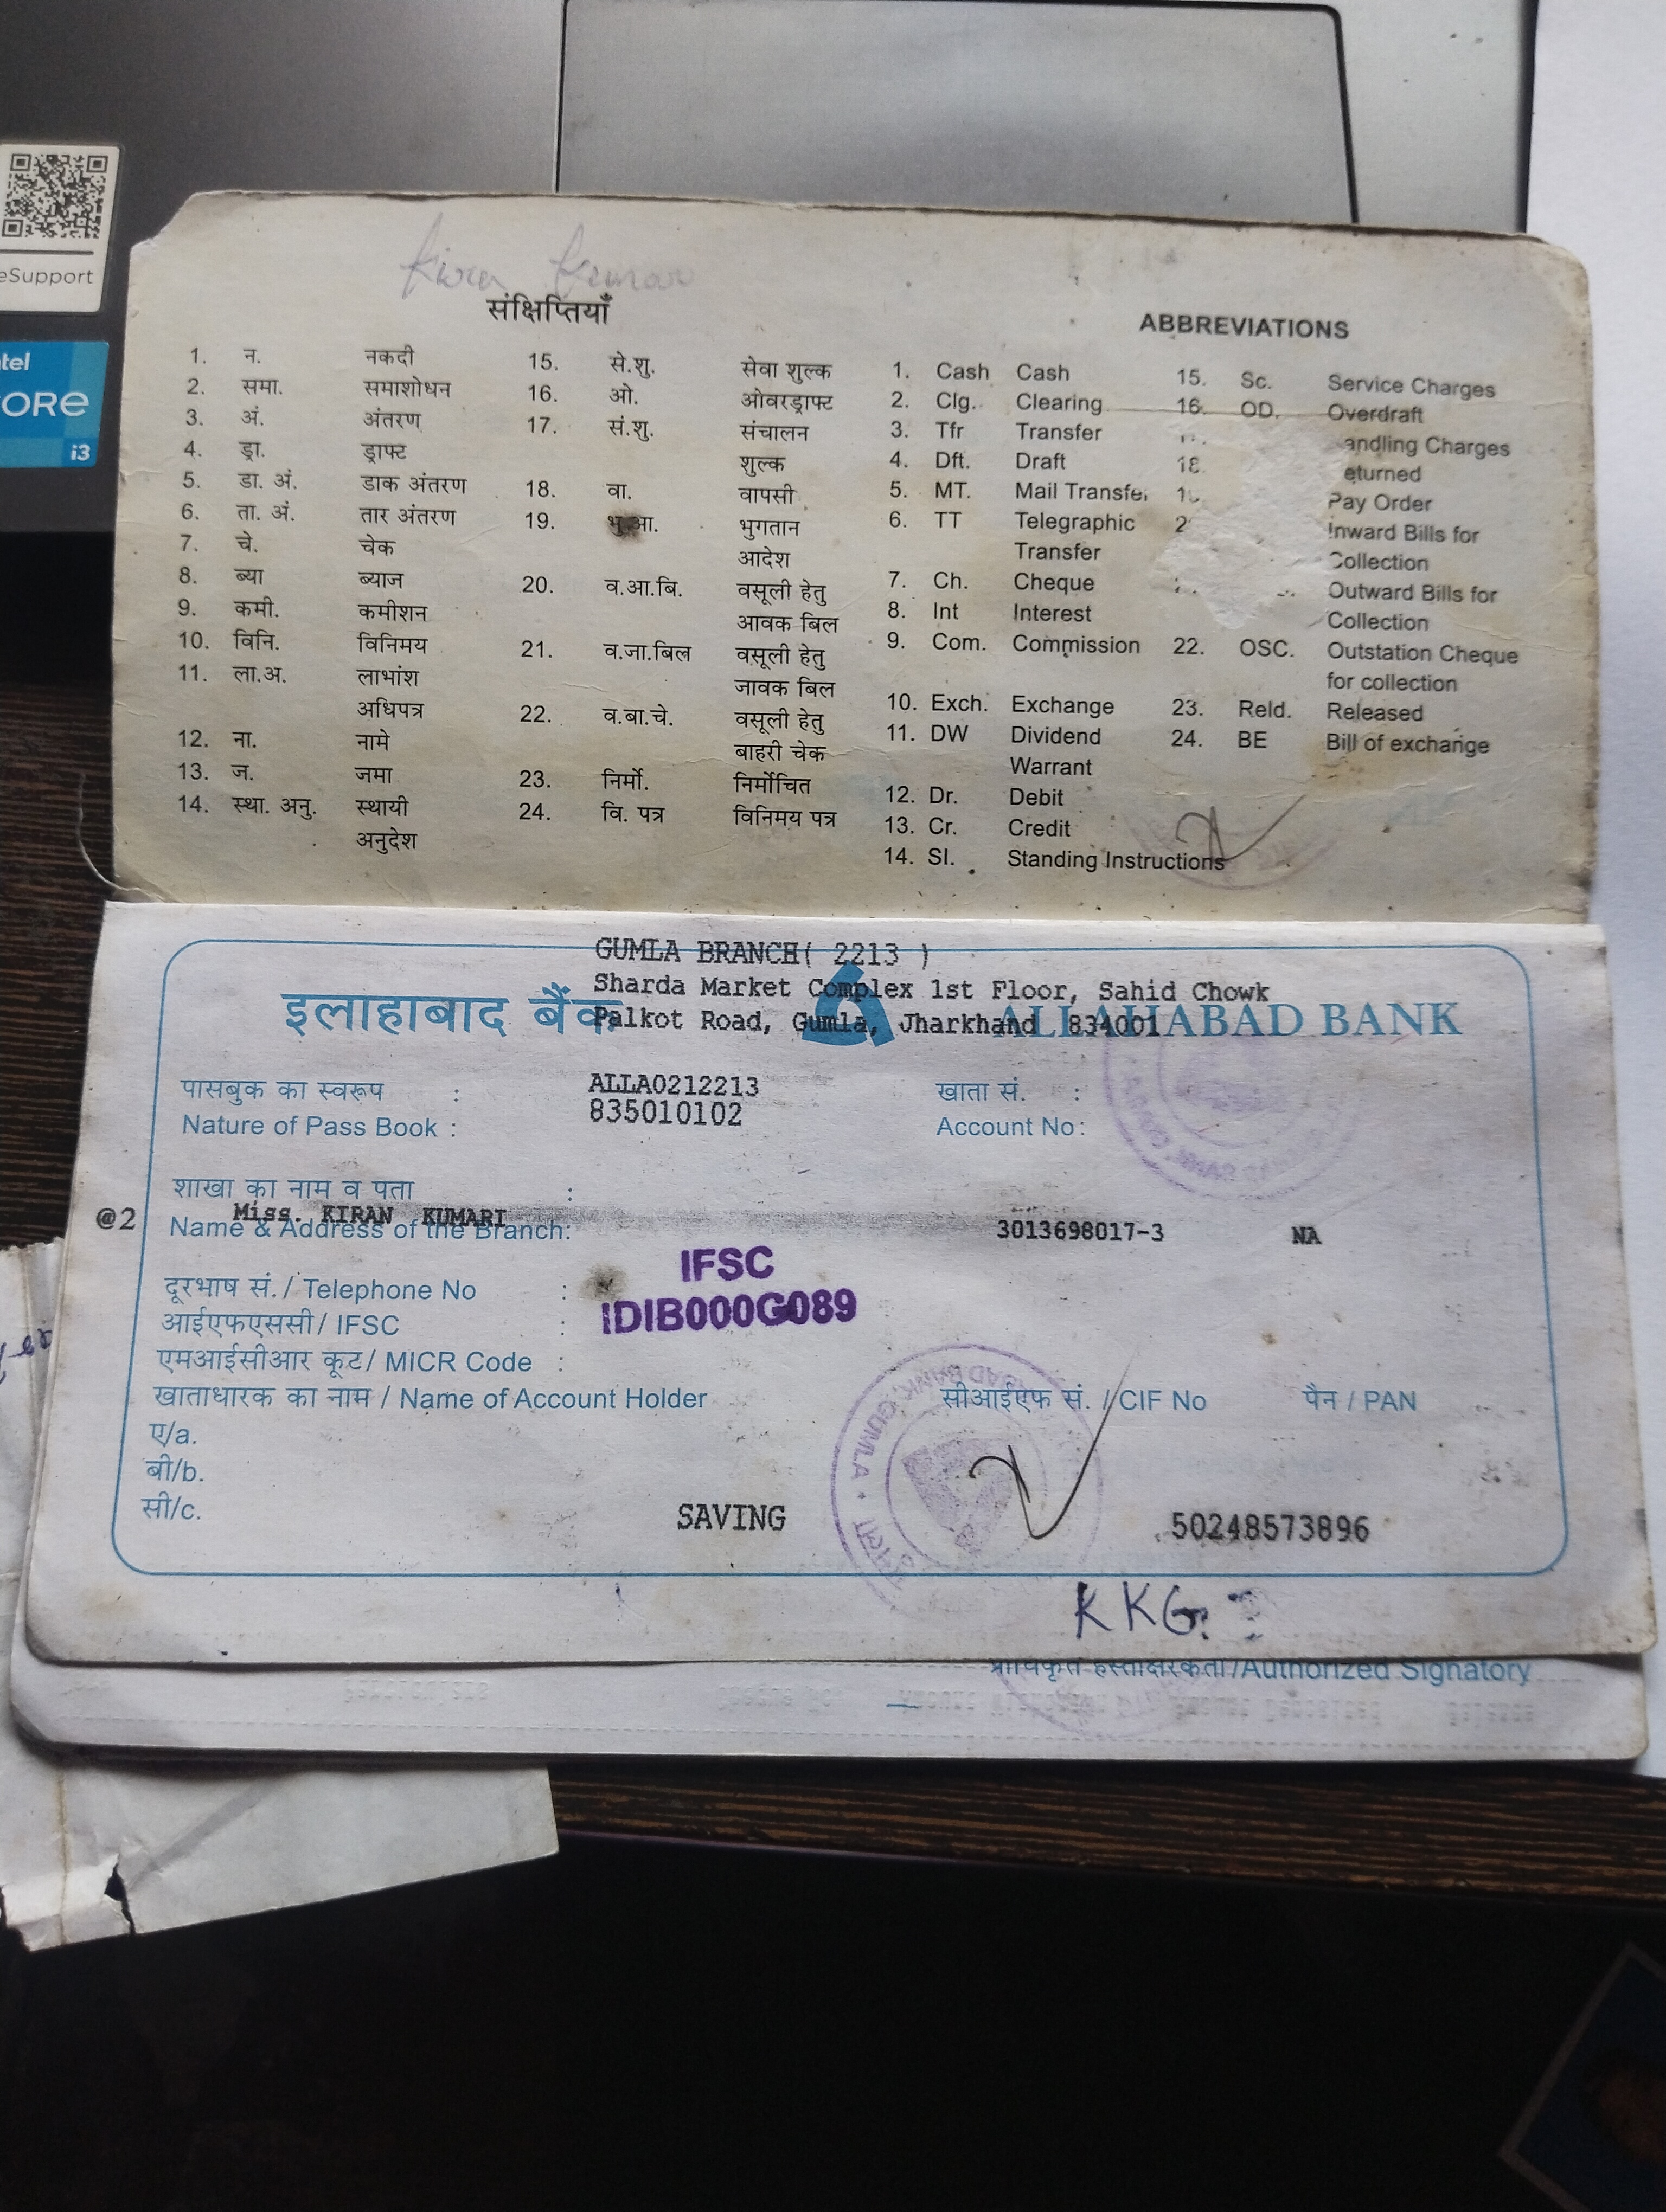 eSupport
ntel
CORE
i3
Kiran Kumari
संक्षिप्तियाँ
1. न. नकदी
2. समा. समाशोधन
3. अं. अंतरण
4. ड्रा. ड्राफ्ट
5. डा. अं. डाक अंतरण
6. ता. अं. तार अंतरण
7. चे. चेक
8. ब्या ब्याज
9. कमी. कमीशन
10. विनि. विनिमय
11. ला.अ. लाभांश
अधिपत्र
12. ना. नामे
13. ज. जमा
14. स्था. अनु. स्थायी
अनुदेश
15. से.शु. सेवा शुल्क
16. ओ. ओवरड्राफ्ट
17. सं.शु. संचालन
शुल्क
18. वा. वापसी
19. भु.आ. भुगतान
आदेश
20. व.आ.बि. वसूली हेतु
आवक बिल
21. व.जा.बिल वसूली हेतु
जावक बिल
22. व.बा.चे. वसूली हेतु
बाहरी चेक
23. निर्मो. निर्मोचित
24. वि. पत्र विनिमय पत्र
ABBREVIATIONS
1. Cash Cash
2. Clg. Clearing
3. Tfr Transfer
4. Dft. Draft
5. MT. Mail Transfer
6. TT Telegraphic
Transfer
7. Ch. Cheque
8. Int Interest
9. Com. Commission
10. Exch. Exchange
11. DW Dividend
Warrant
12. Dr. Debit
13. Cr. Credit
14. SI. Standing Instructions
15. Sc. Service Charges
16. OD. Overdraft
andling Charges
18. eturned
Pay Order
Inward Bills for
Collection
Outward Bills for
Collection
22. OSC. Outstation Cheque
for collection
23. Reld. Released
24. BE Bill of exchange
GUMLA BRANCH( 2213 )
Sharda Market Complex 1st Floor, Sahid Chowk
Palkot Road, Gumla, Jharkhand 834001
इलाहाबाद बैंक ALLAHABAD BANK
पासबुक का स्वरूप : ALLA0212213 खाता सं. :
Nature of Pass Book : 835010102 Account No:
शाखा का नाम व पता :
@2 Miss. KIRAN KUMARI 3013698017-3 NA
Name & Address of the Branch:
IFSC
दूरभाष सं. / Telephone No :
IDIB000G089
आईएफएससी/ IFSC :
एमआईसीआर कूट/ MICR Code :
खाताधारक का नाम / Name of Account Holder सीआईएफ सं. /CIF No पैन / PAN
ए/a.
बी/b.
सी/c.
SAVING 50248573896
KKG.
प्राधिकृत हस्ताक्षरकर्ता/Authorized Signatory